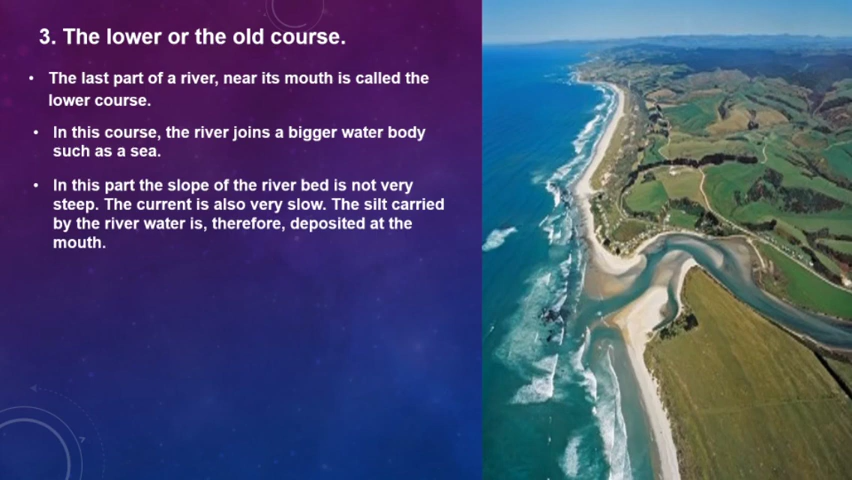 3. The lower or the old course.
• The last part of a river, near its mouth is called the
lower course.
• In this course, the river joins a bigger water body
such as a sea.
• In this part the slope of the river bed is not very
steep. The current is also very slow. The silt carried
by the river water is, therefore, deposited at the
mouth.